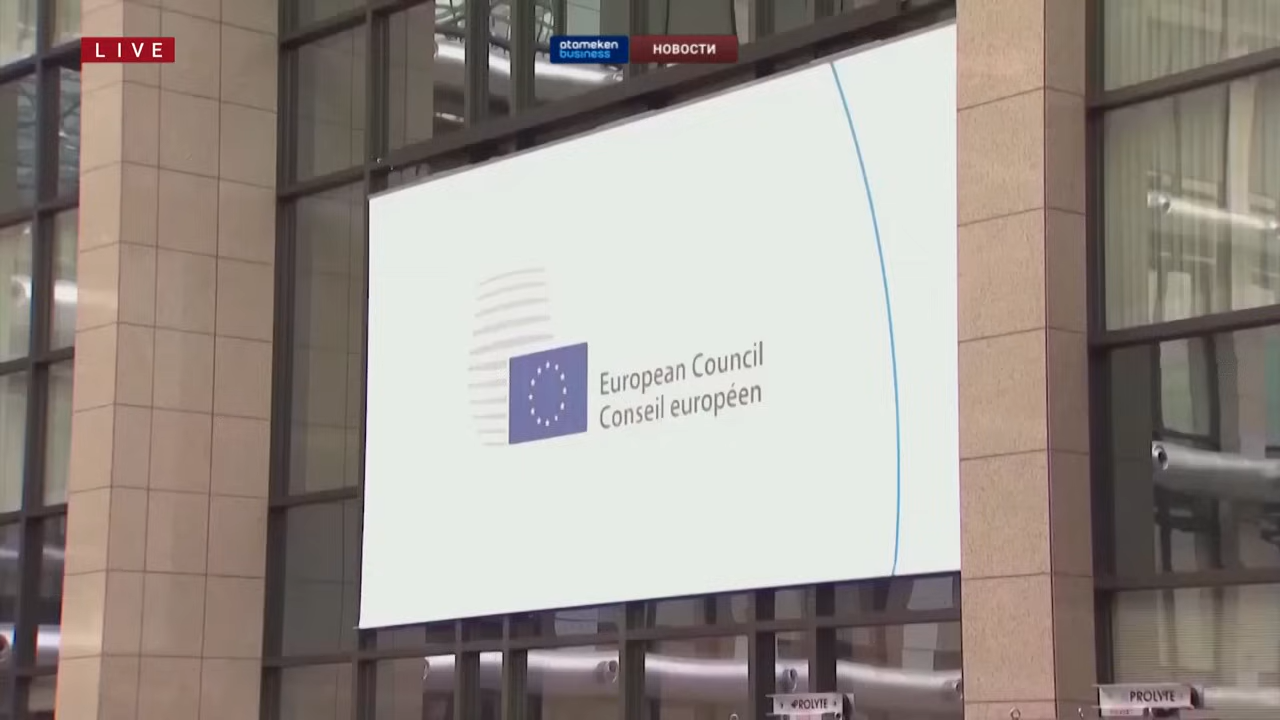 LIVE
atameken
business
НОВОСТИ
European Council
Conseil européen
PROLYTE
PROLYTE